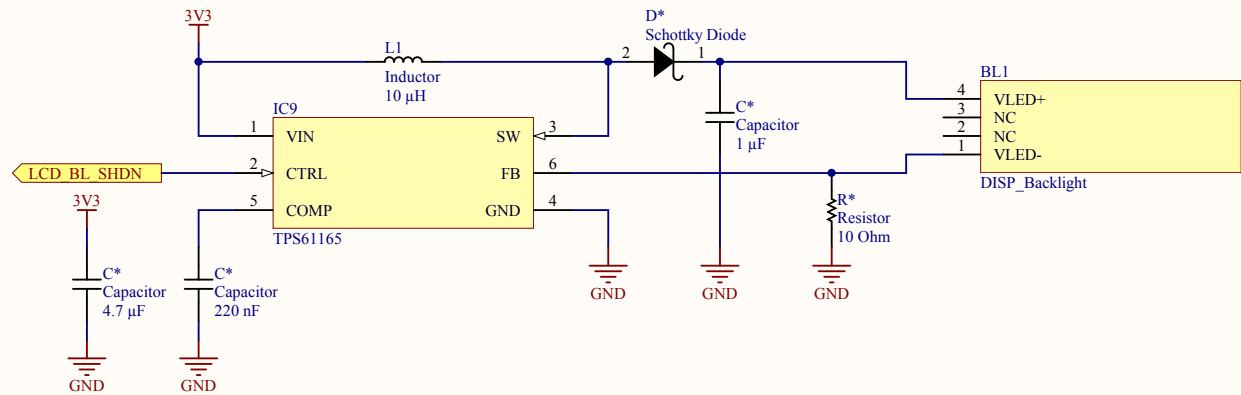 3V3
L1
Inductor
10 µH
D*
Schottky Diode
2
1
C*
Capacitor
1 µF
BL1
4 VLED+
3 NC
2 NC
1 VLED-
DISP_Backlight
IC9
1 VIN
SW 3
LCD_BL_SHDN
2 CTRL
FB 6
5 COMP
GND 4
TPS61165
R*
Resistor
10 Ohm
3V3
C*
Capacitor
4.7 µF
C*
Capacitor
220 nF
GND
GND
GND
GND
GND